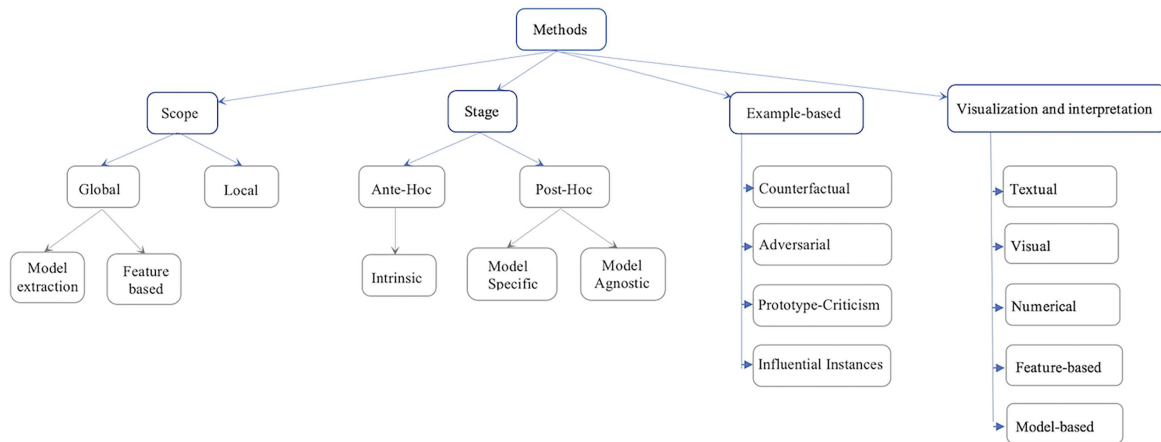 Methods
Scope
Stage
Example-based
Visualization and interpretation
Global
Local
Ante-Hoc
Post-Hoc
Counterfactual
Textual
Adversarial
Visual
Model
extraction
Feature
based
Intrinsic
Model
Specific
Model
Agnostic
Prototype-Criticism
Numerical
Influential Instances
Feature-based
Model-based